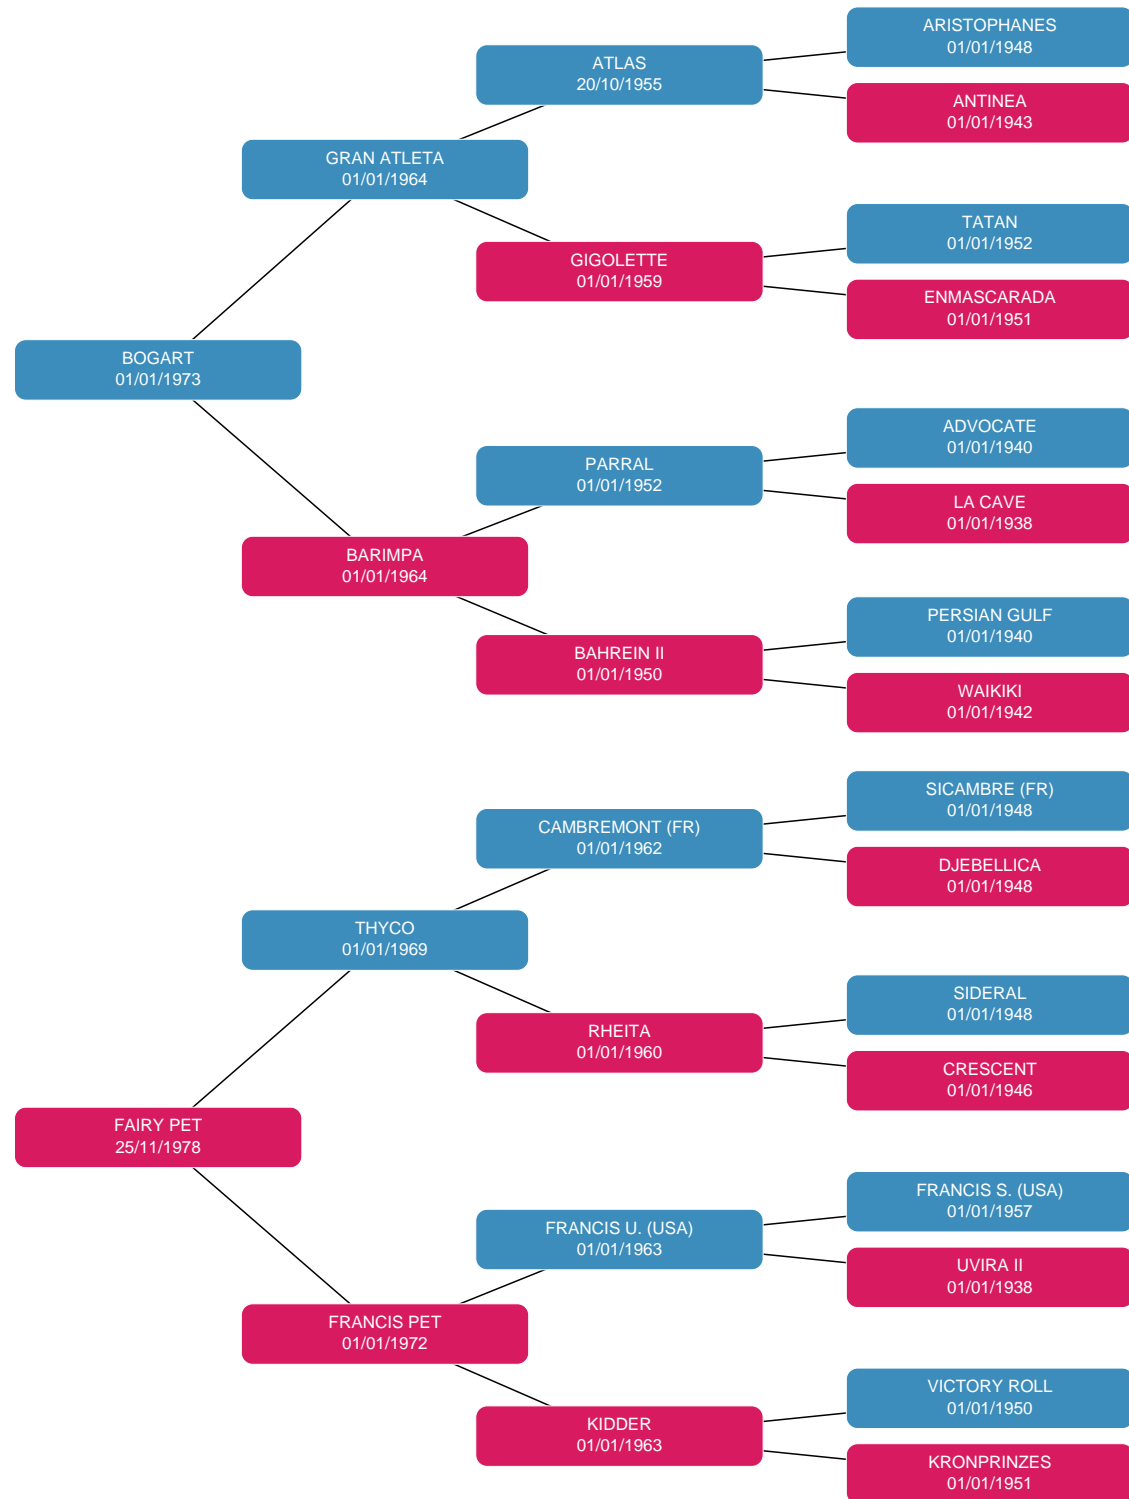 ARISTOPHANES
01/01/1948
ATLAS
20/10/1955
ANTINEA
01/01/1943
GRAN ATLETA
01/01/1964
TATAN
01/01/1952
GIGOLETTE
01/01/1959
ENMASCARADA
01/01/1951
BOGART
01/01/1973
ADVOCATE
01/01/1940
PARRAL
01/01/1952
LA CAVE
01/01/1938
BARIMPA
01/01/1964
PERSIAN GULF
01/01/1940
BAHREIN II
01/01/1950
WAIKIKI
01/01/1942
SICAMBRE (FR)
01/01/1948
CAMBREMONT (FR)
01/01/1962
DJEBELLICA
01/01/1948
THYCO
01/01/1969
SIDERAL
01/01/1948
RHEITA
01/01/1960
CRESCENT
01/01/1946
FAIRY PET
25/11/1978
FRANCIS S. (USA)
01/01/1957
FRANCIS U. (USA)
01/01/1963
UVIRA II
01/01/1938
FRANCIS PET
01/01/1972
VICTORY ROLL
01/01/1950
KIDDER
01/01/1963
KRONPRINZES
01/01/1951